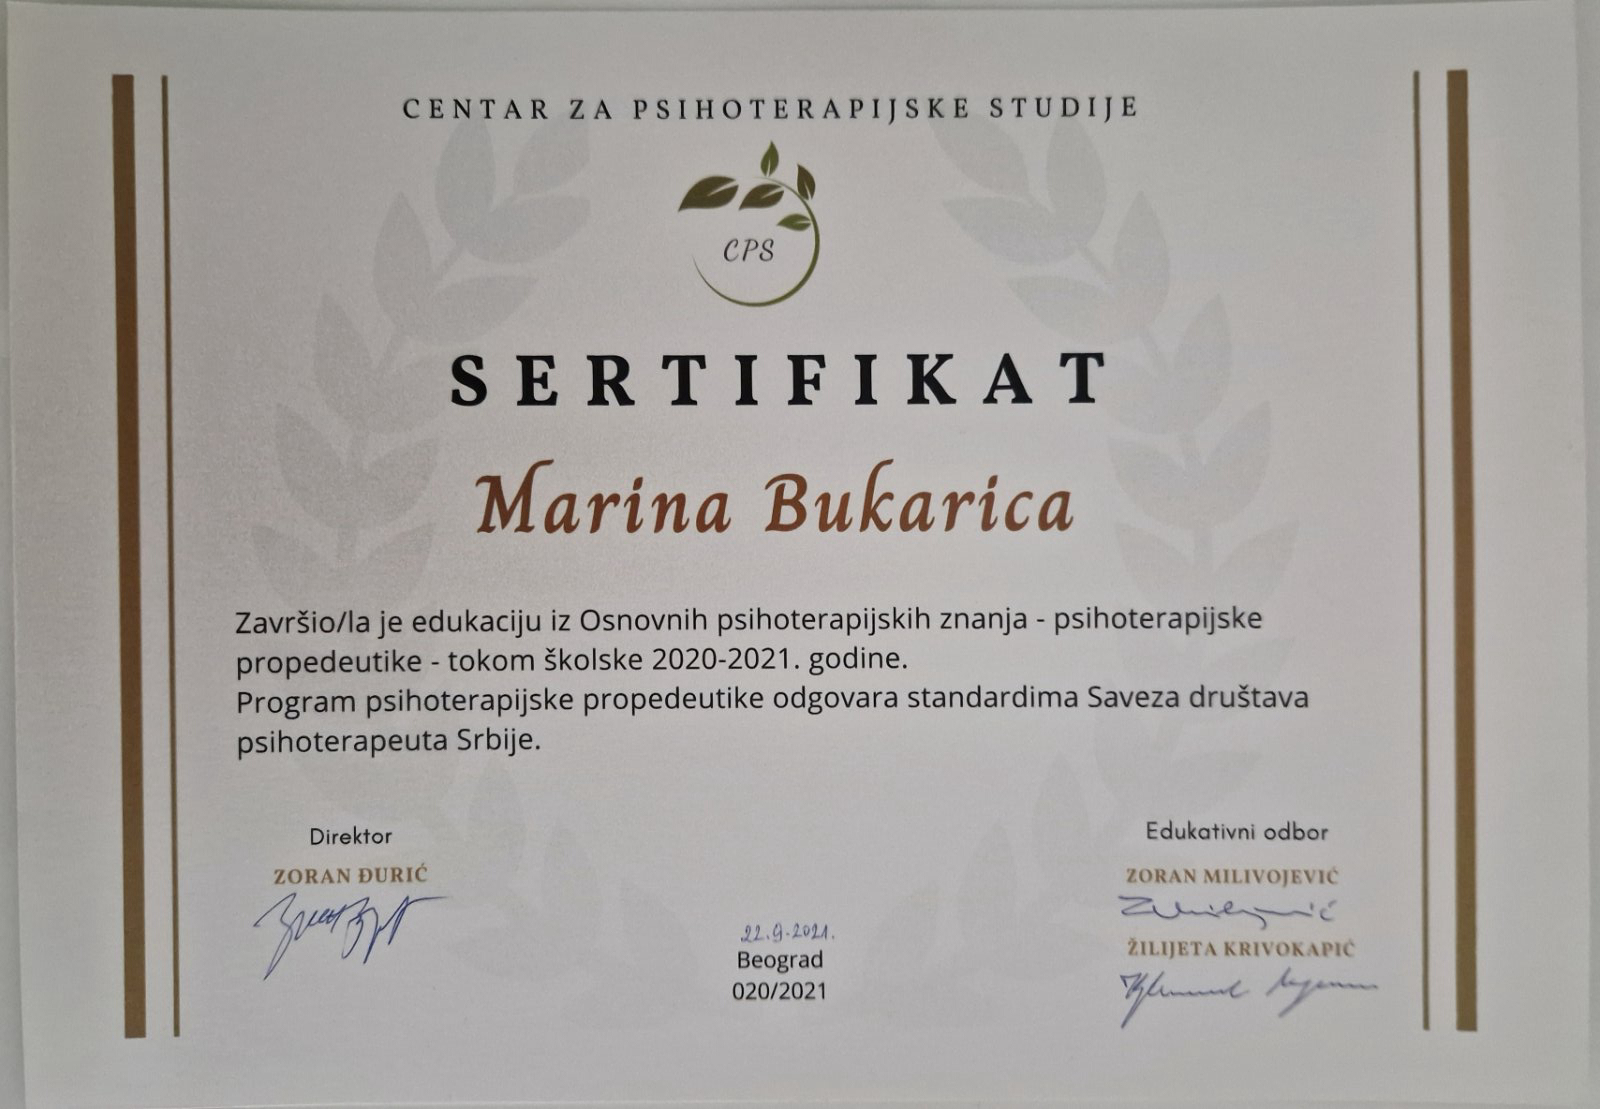 CENTAR ZA PSIHOTERAPIJSKE STUDIJE
CPS
SERTIFIKAT
Marina Bukarica
Završio/la je edukaciju iz Osnovnih psihoterapijskih znanja - psihoterapijske
propedeutike - tokom školske 2020-2021. godine.
Program psihoterapijske propedeutike odgovara standardima Saveza društava
psihoterapeuta Srbije.
Direktor
ZORAN ĐURIĆ
22.9.2021.
Beograd
020/2021
Edukativni odbor
ZORAN MILIVOJEVIĆ
ŽILIJETA KRIVOKAPIĆ